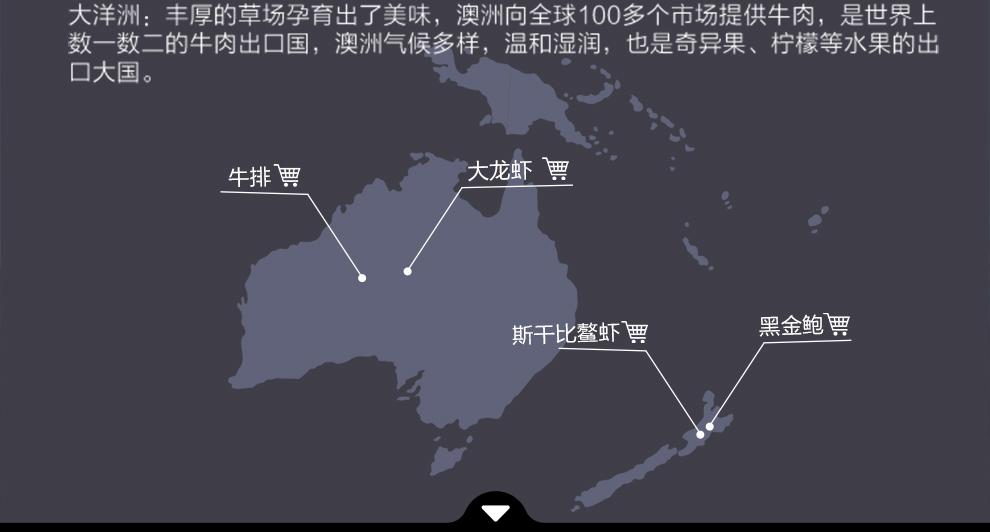 大洋洲：丰厚的草场孕育出了美味，澳洲向全球100多个市场提供牛肉，是世界上
数一数二的牛肉出口国，澳洲气候多样，温和湿润，也是奇异果、柠檬等水果的出
口大国。
牛排
大龙虾
斯干比鳌虾
黑金鲍